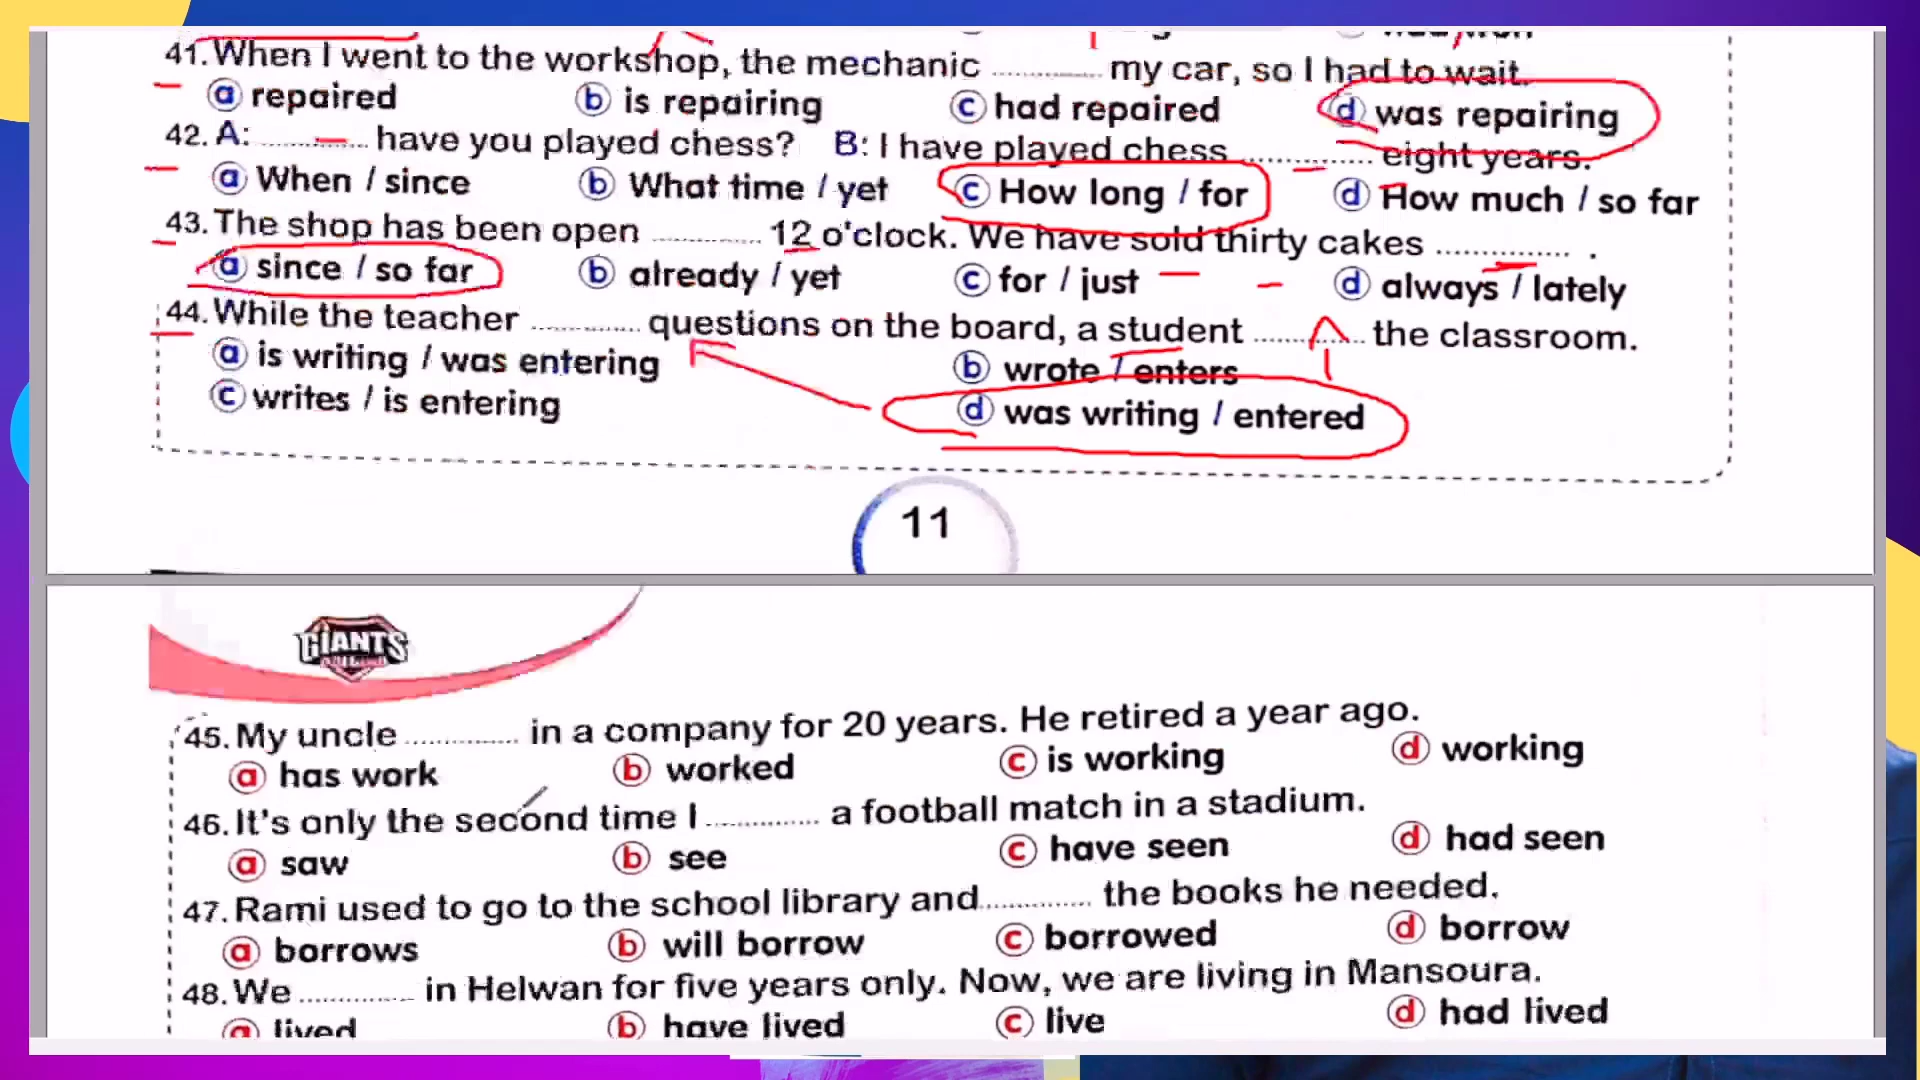 41. When I went to the workshop, the mechanic ............ my car, so I had to wait.
a repaired b is repairing c had repaired d was repairing
42. A: ............ have you played chess? B: I have played chess ............ eight years.
a When / since b What time / yet c How long / for d How much / so far
43. The shop has been open ............ 12 o'clock. We have sold thirty cakes ............ .
a since / so far b already / yet c for / just d always / lately
44. While the teacher ............ questions on the board, a student ............ the classroom.
a is writing / was entering b wrote / enters
c writes / is entering d was writing / entered
11
GIANTS
45. My uncle ............ in a company for 20 years. He retired a year ago.
a has work b worked c is working d working
46. It's only the second time I ............ a football match in a stadium.
a saw b see c have seen d had seen
47. Rami used to go to the school library and ............ the books he needed.
a borrows b will borrow c borrowed d borrow
48. We ............ in Helwan for five years only. Now, we are living in Mansoura.
a lived b have lived c live d had lived